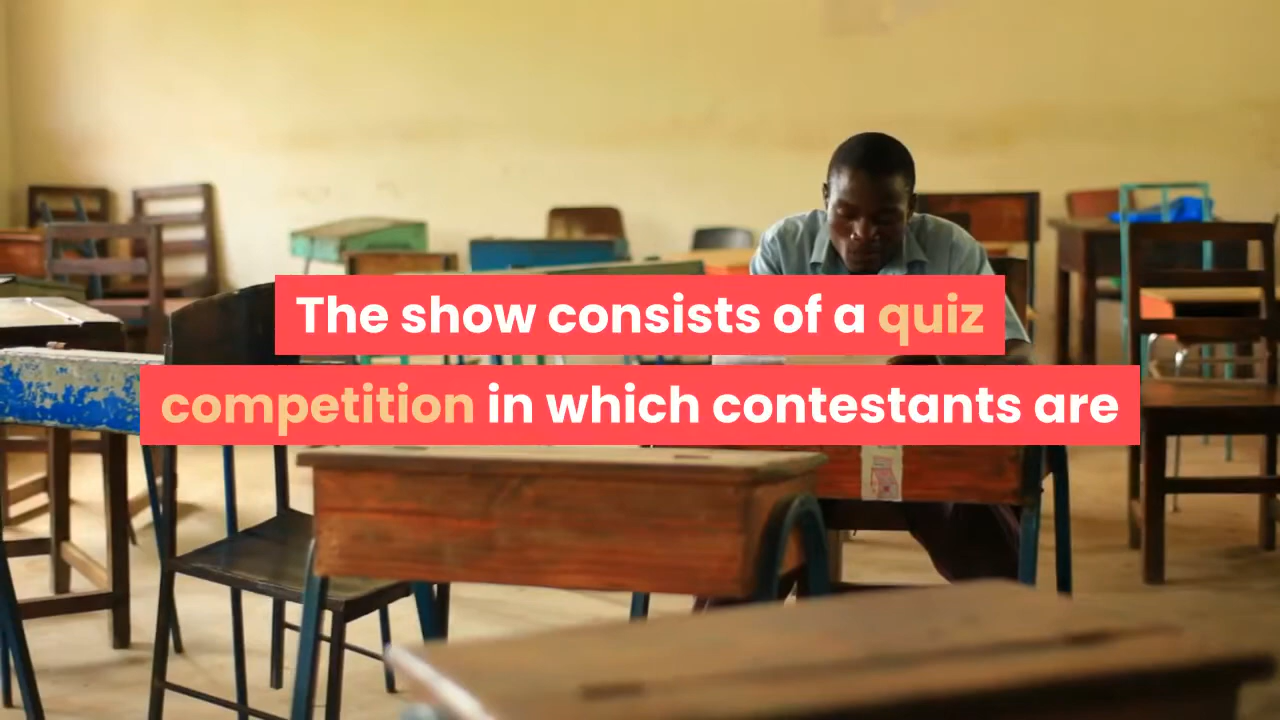 The show consists of a quiz
competition in which contestants are